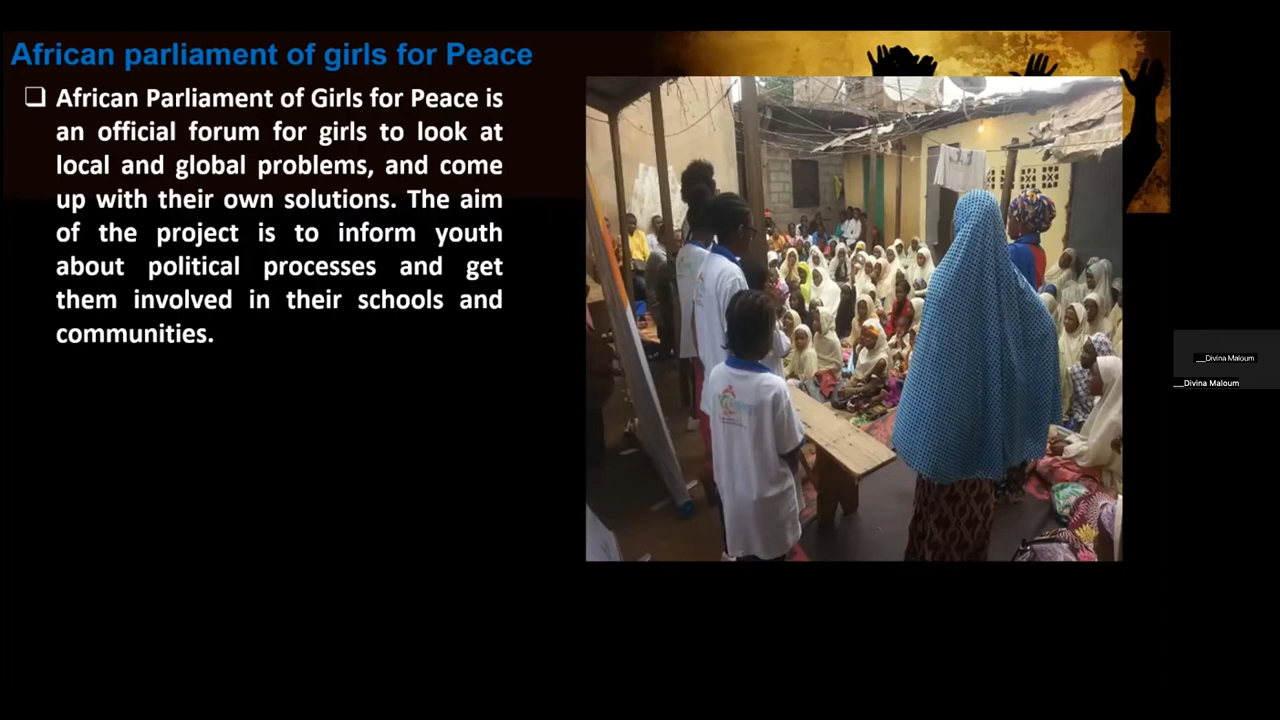 African parliament of girls for Peace
❑ African Parliament of Girls for Peace is
an official forum for girls to look at
local and global problems, and come
up with their own solutions. The aim
of the project is to inform youth
about political processes and get
them involved in their schools and
communities.
__Divina Maloum
__Divina Maloum